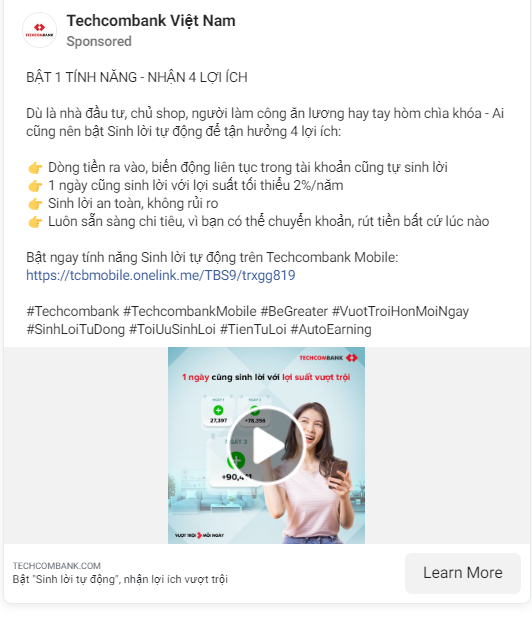 Techcombank Việt Nam
Sponsored
BẬT 1 TÍNH NĂNG - NHẬN 4 LỢI ÍCH
Dù là nhà đầu tư, chủ shop, người làm công ăn lương hay tay hòm chìa khóa - Ai
cũng nên bật Sinh lời tự động để tận hưởng 4 lợi ích:
👉 Dòng tiền ra vào, biến động liên tục trong tài khoản cũng tự sinh lời
👉 1 ngày cũng sinh lời với lợi suất tối thiểu 2%/năm
👉 Sinh lời an toàn, không rủi ro
👉 Luôn sẵn sàng chi tiêu, vì bạn có thể chuyển khoản, rút tiền bất cứ lúc nào
Bật ngay tính năng Sinh lời tự động trên Techcombank Mobile:
https://tcbmobile.onelink.me/TBS9/trxgg819
#Techcombank #TechcombankMobile #BeGreater #VuotTroiHonMoiNgay
#SinhLoiTuDong #ToiUuSinhLoi #TienTuLoi #AutoEarning
TECHCOMBANK
1 ngày cũng sinh lời với lợi suất vượt trội
NGÀY 1
NGÀY 2
27,397
+78,356
NGÀY 3
VƯỢT TRỘI MỖI NGÀY
TECHCOMBANK.COM
Bật "Sinh lời tự động", nhận lợi ích vượt trội
Learn More